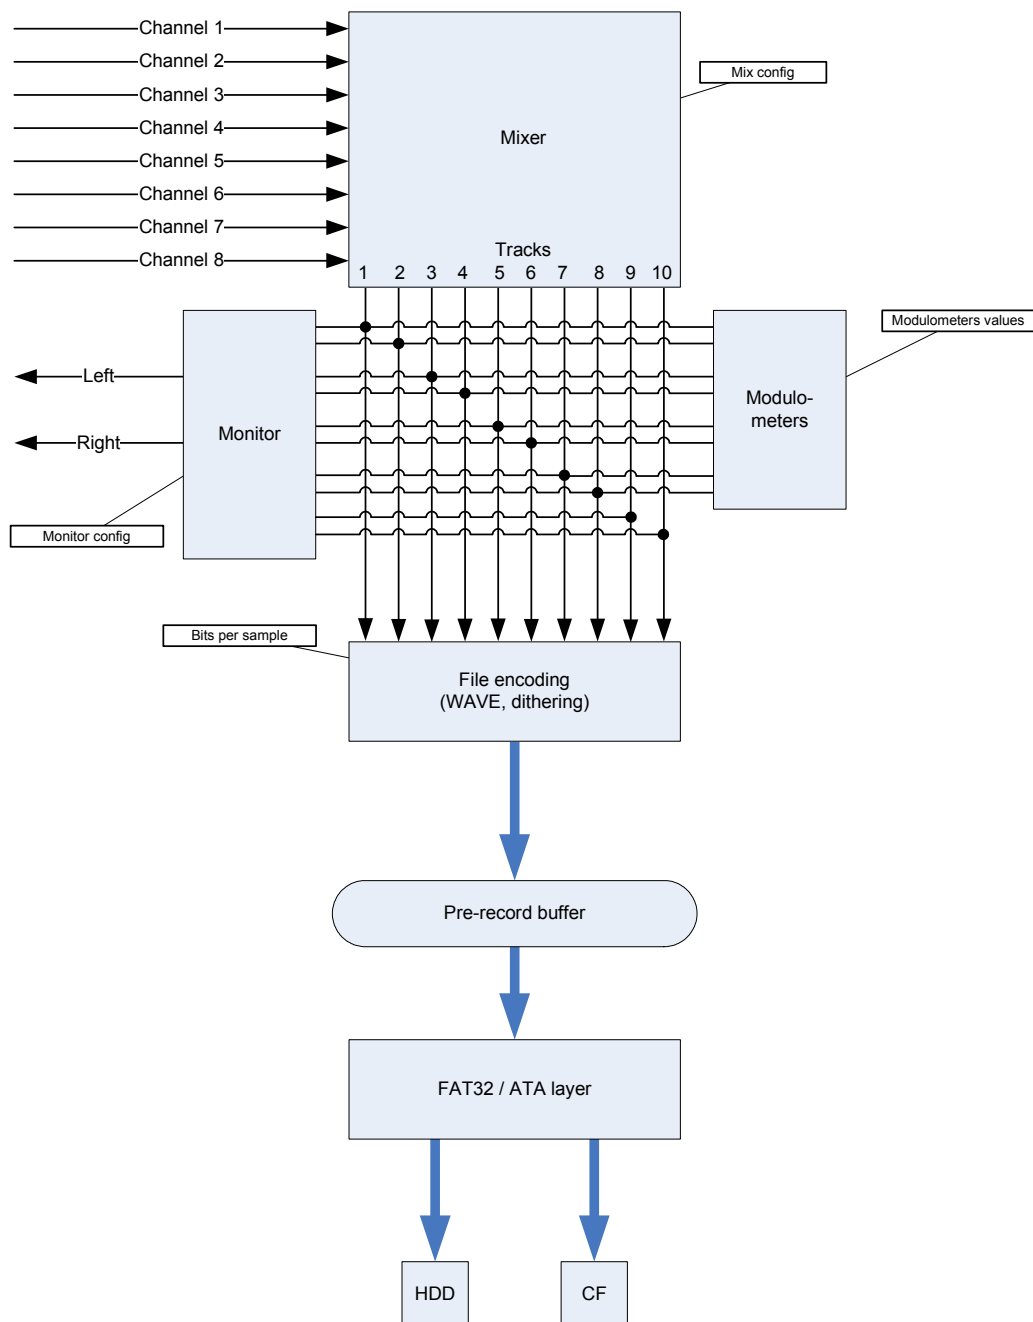 Channel 1
Channel 2
Channel 3
Channel 4
Channel 5
Channel 6
Channel 7
Channel 8
Mix config
Mixer
Tracks
1 2 3 4 5 6 7 8 9 10
Modulometers values
Left
Right
Monitor
Modulo-
meters
Monitor config
Bits per sample
File encoding
(WAVE, dithering)
Pre-record buffer
FAT32 / ATA layer
HDD
CF